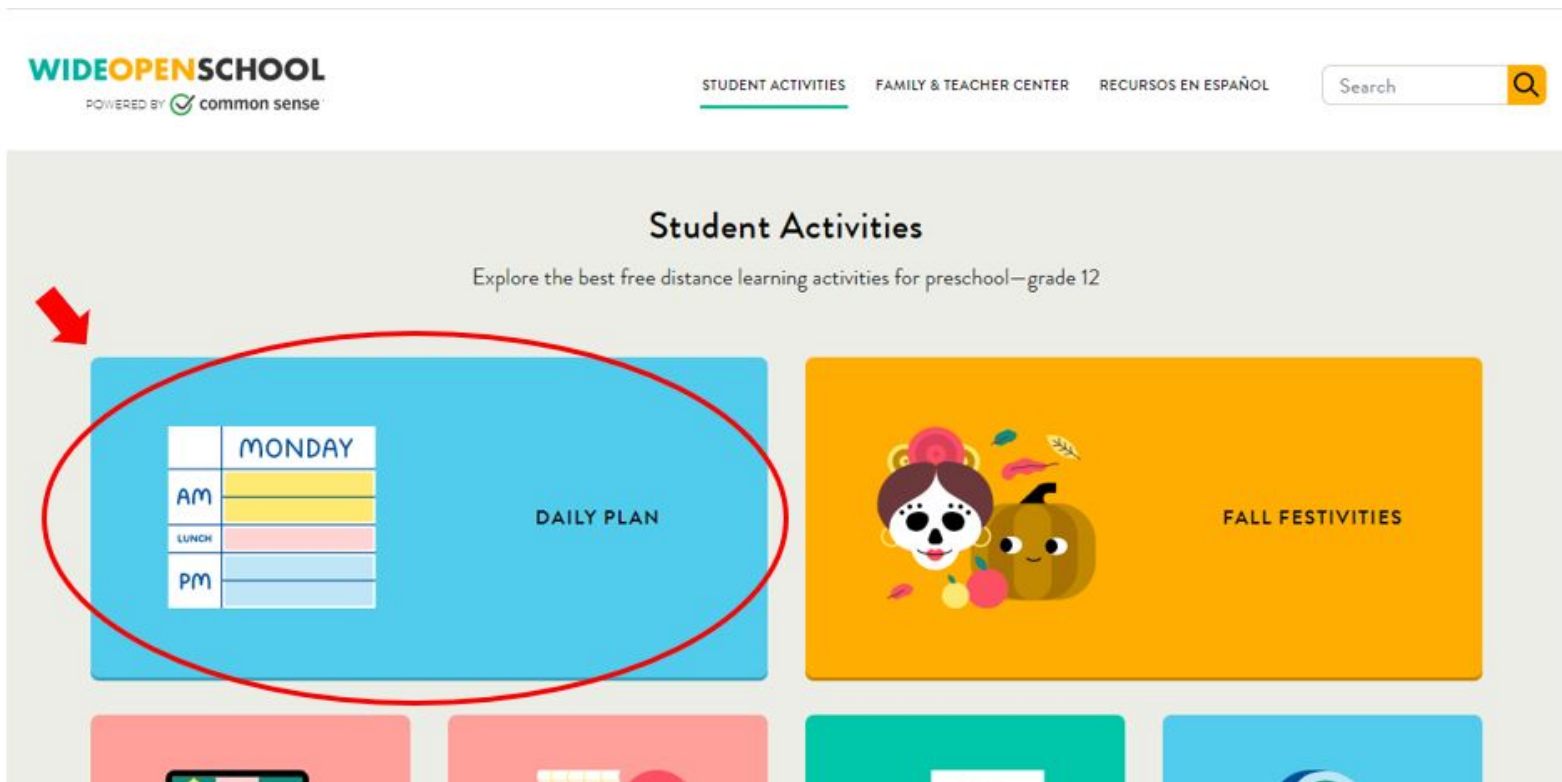 WIDEOPENSCHOOL
POWERED BY common sense
STUDENT ACTIVITIES FAMILY & TEACHER CENTER RECURSOS EN ESPAÑOL Search
Student Activities
Explore the best free distance learning activities for preschool—grade 12
MONDAY
AM
LUNCH
PM
DAILY PLAN
FALL FESTIVITIES